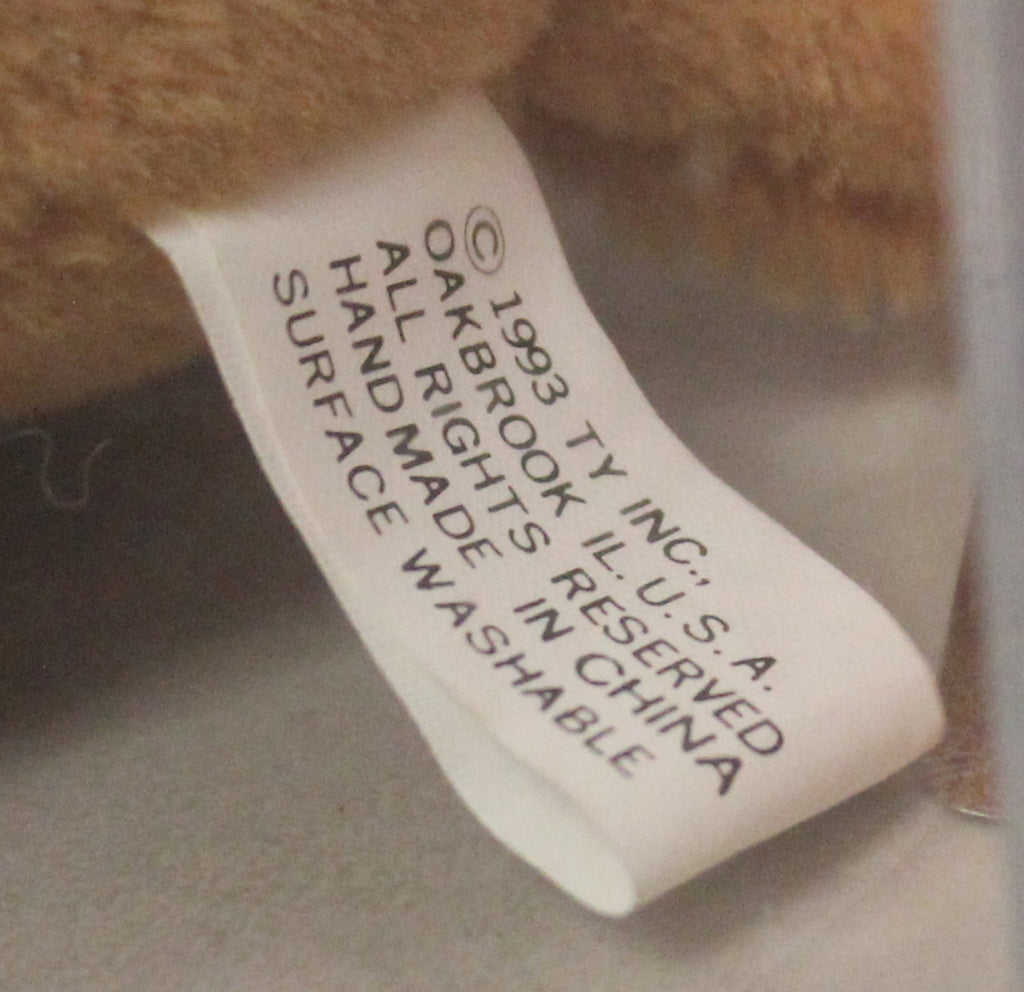 © 1993 TY INC.,
OAKBROOK IL. U.S.A.
ALL RIGHTS RESERVED
HAND MADE IN CHINA
SURFACE WASHABLE